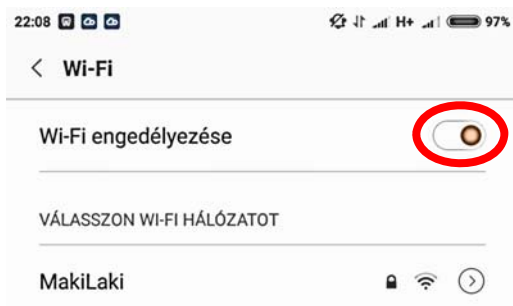 22:08 H+ 97%
Wi-Fi
Wi-Fi engedélyezése
VÁLASSZON WI-FI HÁLÓZATOT
MakiLaki